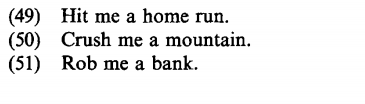 (49) Hit me a home run.
(50) Crush me a mountain.
(51) Rob me a bank.